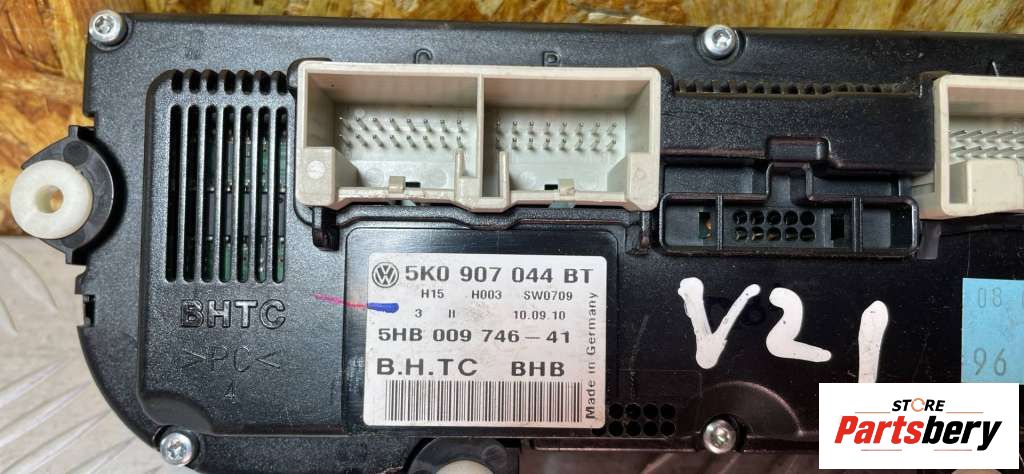 C B
VW 5K0 907 044 BT
H15 H003 SW0709
3 II 10.09.10
5HB 009 746-41
B.H.TC BHB
Made in Germany
BHTC
>PC<
4
V21
08.
96
STORE
Partsbery